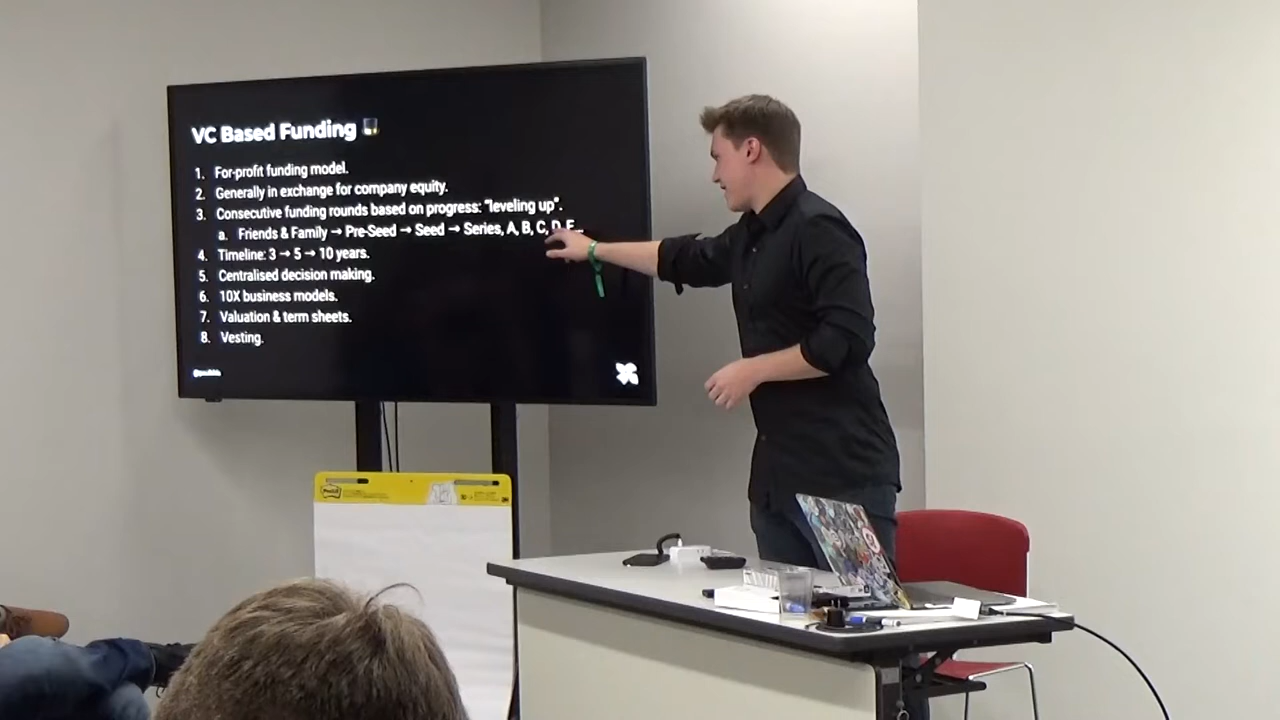 VC Based Funding
1. For-profit funding model.
2. Generally in exchange for company equity.
3. Consecutive funding rounds based on progress: “leveling up”.
a. Friends & Family → Pre-Seed → Seed → Series, A, B, C, D, E...
4. Timeline: 3 → 5 → 10 years.
5. Centralised decision making.
6. 10X business models.
7. Valuation & term sheets.
8. Vesting.
Post-it